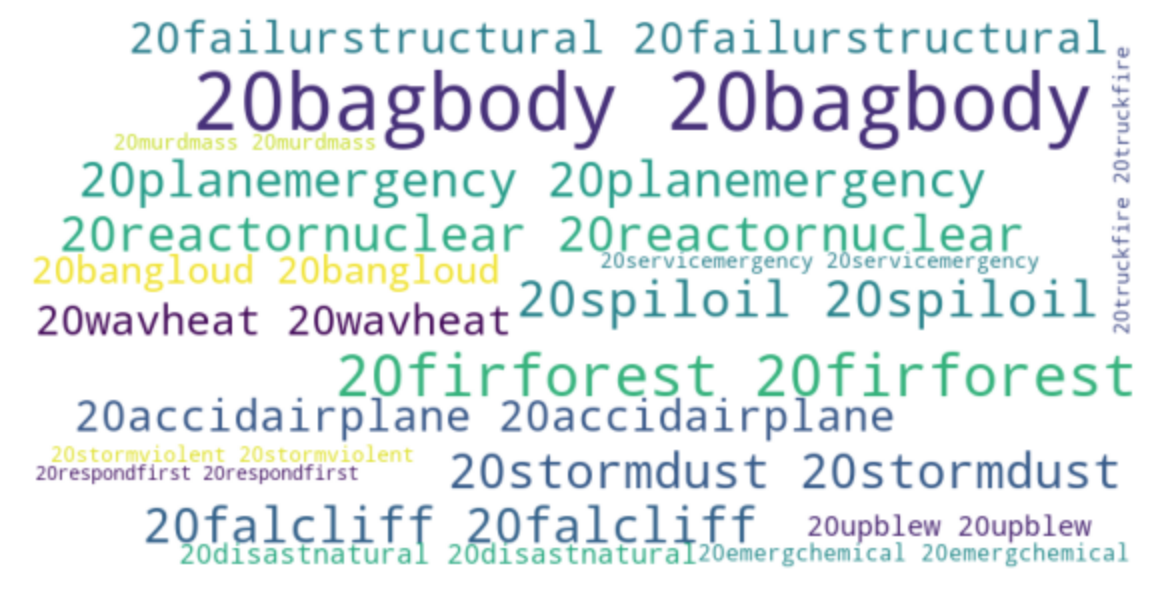 20failurstructural 20failurstructural
20bagbody 20bagbody
20truckfire 20truckfire
20murdmass 20murdmass
20planemergency 20planemergency
20reactornuclear 20reactornuclear
20servicemergency 20servicemergency
20bangloud 20bangloud
20spiloil 20spiloil
20wavheat 20wavheat
20firforest 20firforest
20accidairplane 20accidairplane
20stormviolent 20stormviolent
20respondfirst 20respondfirst
20stormdust 20stormdust
20falcliff 20falcliff
20upblew 20upblew
20disastnatural 20disastnatural
20emergchemical 20emergchemical